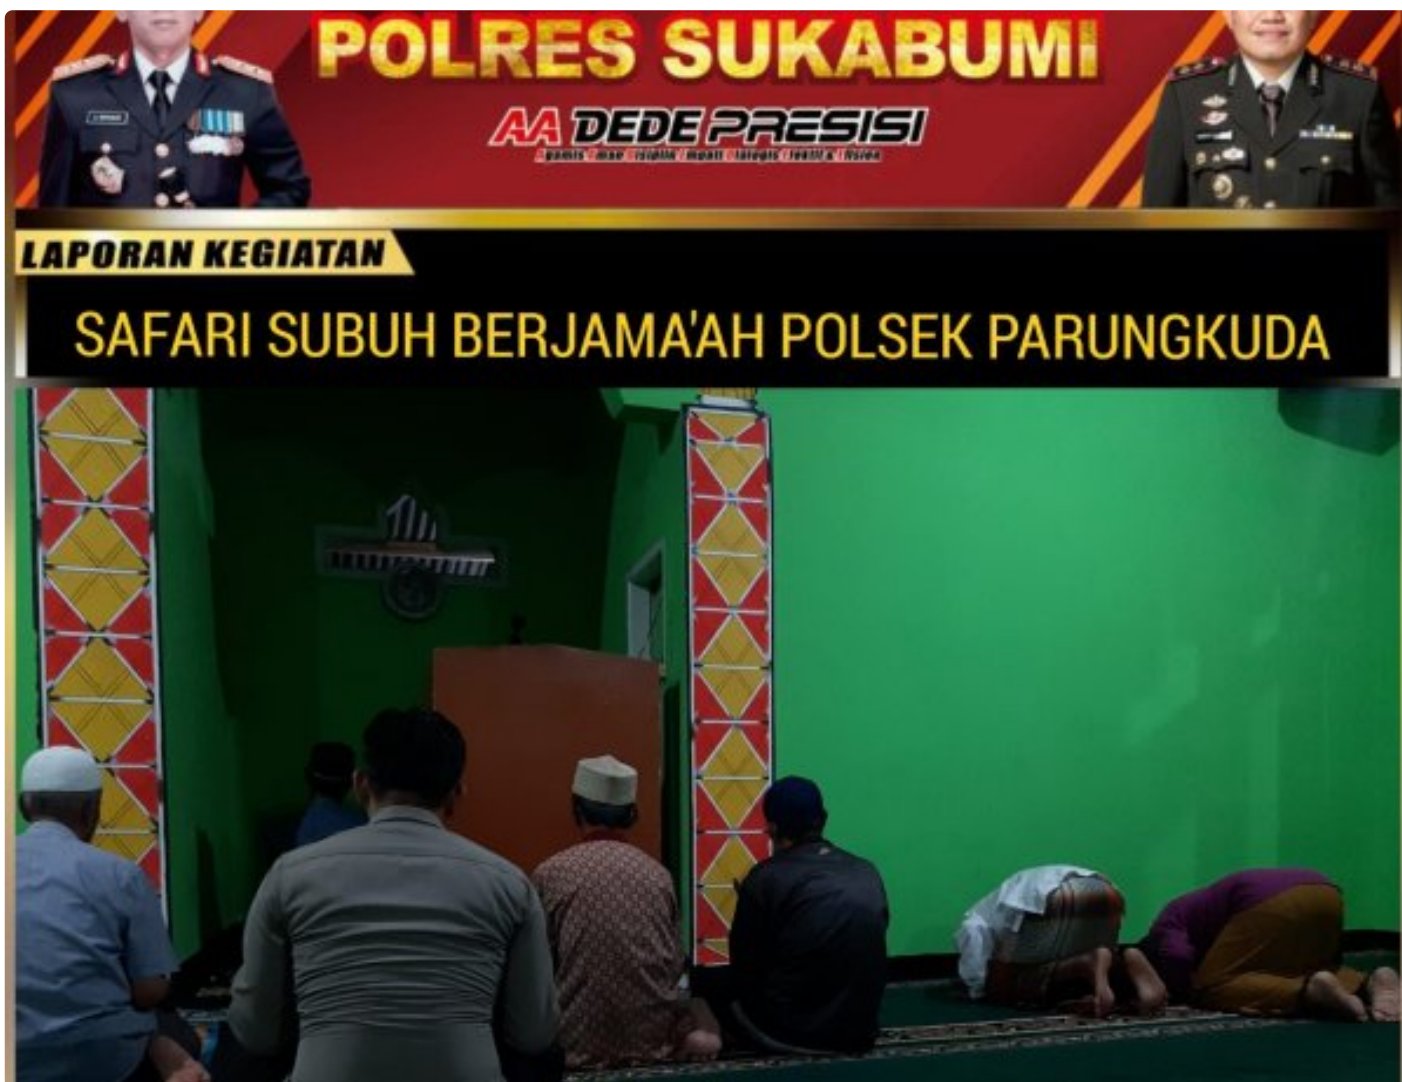 POLRES SUKABUMI
AA DEDE PRESISI
LAPORAN KEGIATAN
SAFARI SUBUH BERJAMA'AH POLSEK PARUNGKUDA